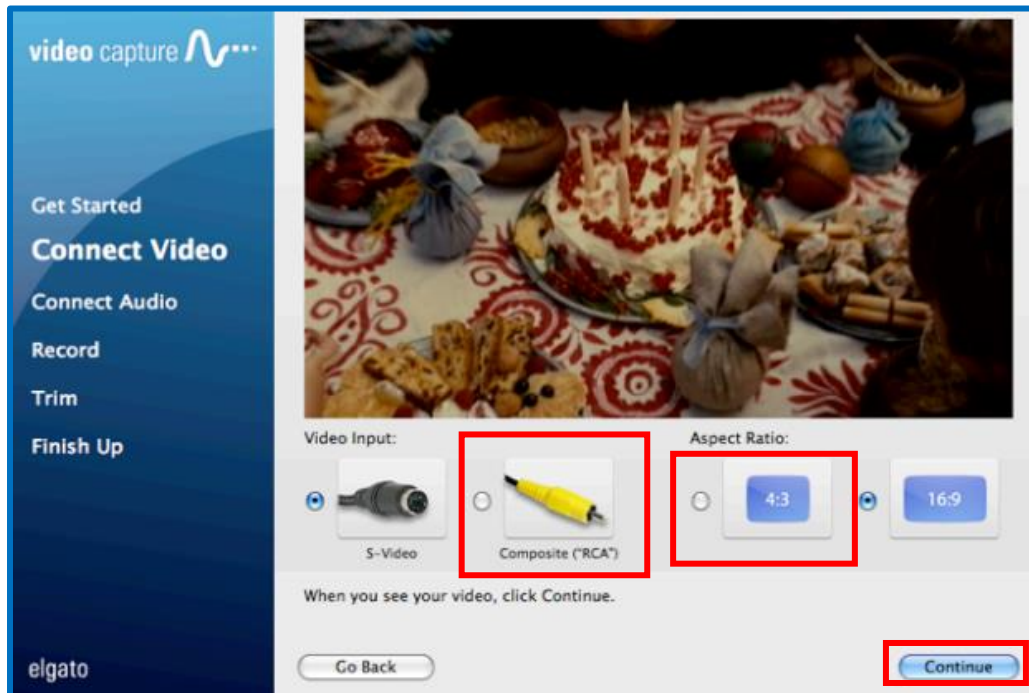 video capture
Get Started
Connect Video
Connect Audio
Record
Trim
Finish Up
elgato
Video Input:
Aspect Ratio:
4:3
16:9
S-Video
Composite ("RCA")
When you see your video, click Continue.
Go Back
Continue